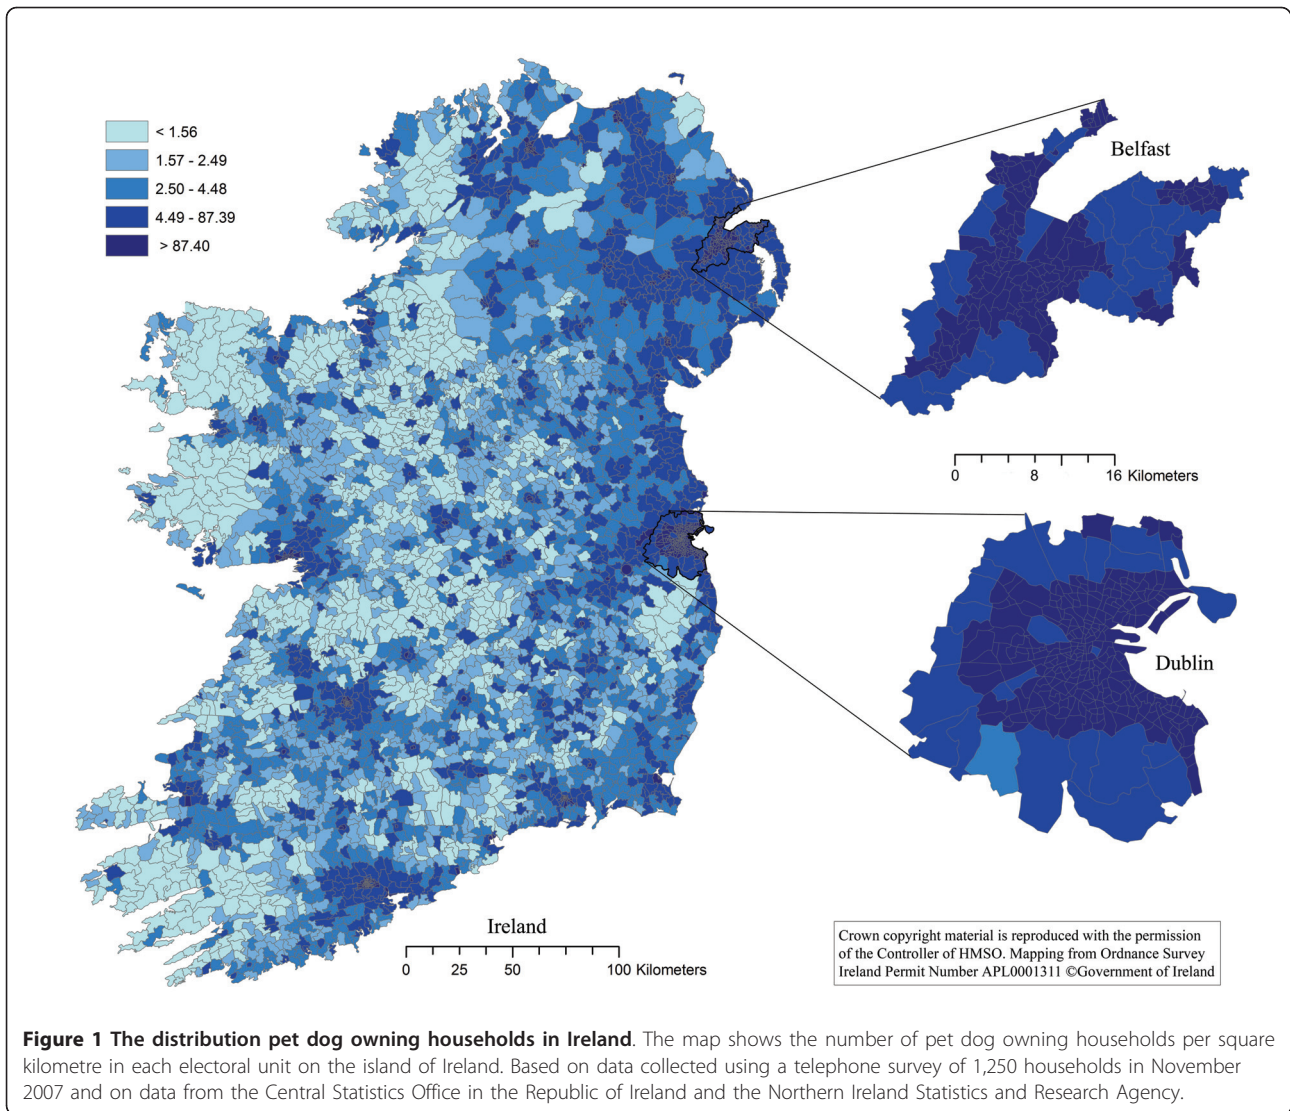 < 1.56
1.57 - 2.49
2.50 - 4.48
4.49 - 87.39
> 87.40
Belfast
0 8 16 Kilometers
Dublin
Ireland
0 25 50 100 Kilometers
Crown copyright material is reproduced with the permission
of the Controller of HMSO. Mapping from Ordnance Survey
Ireland Permit Number APL0001311 ©Government of Ireland
Figure 1 The distribution pet dog owning households in Ireland. The map shows the number of pet dog owning households per square
kilometre in each electoral unit on the island of Ireland. Based on data collected using a telephone survey of 1,250 households in November
2007 and on data from the Central Statistics Office in the Republic of Ireland and the Northern Ireland Statistics and Research Agency.